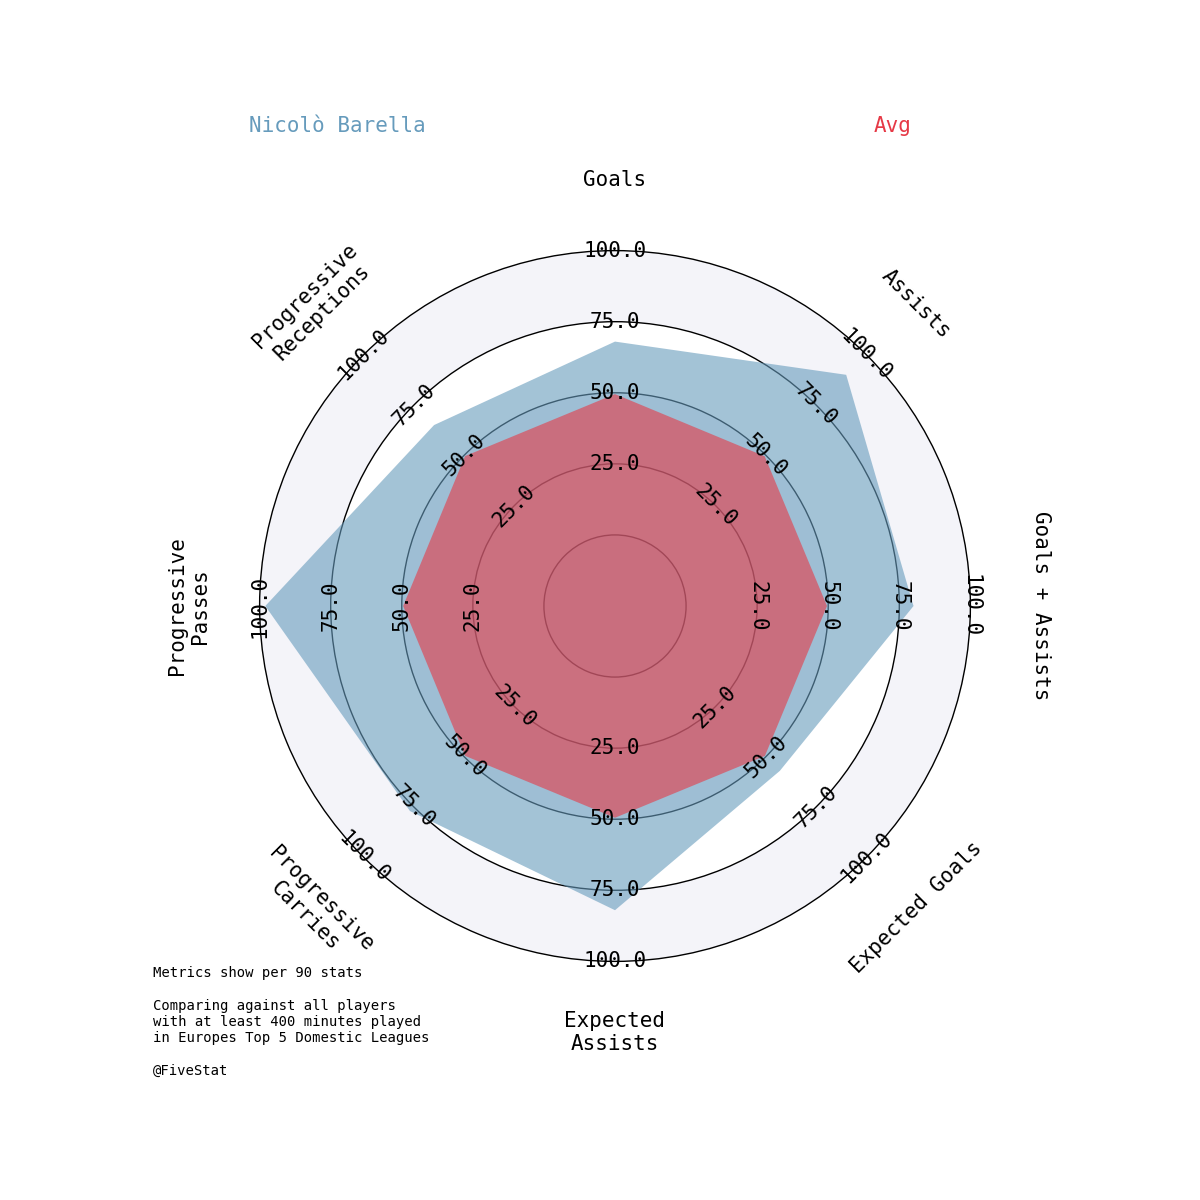 Nicolò Barella
Avg
Goals
Progressive
Receptions
Assists
100.0
75.0
50.0
25.0
100.0
75.0
50.0
25.0
100.0
75.0
50.0
25.0
Progressive
Passes
100.0
75.0
50.0
25.0
25.0
50.0
75.0
100.0
Goals + Assists
25.0
50.0
75.0
100.0
25.0
50.0
75.0
100.0
25.0
50.0
75.0
100.0
Progressive
Carries
Expected Goals
Expected
Assists
Metrics show per 90 stats
Comparing against all players
with at least 400 minutes played
in Europes Top 5 Domestic Leagues
@FiveStat